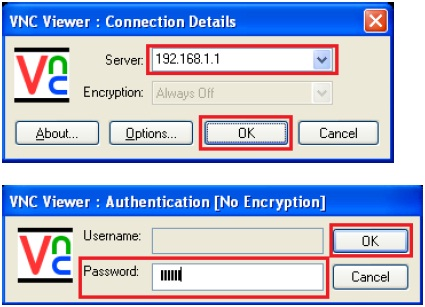 VNC Viewer : Connection Details
VNC
Server: 192.168.1.1
Encryption: Always Off
About... Options... OK Cancel
VNC Viewer : Authentication [No Encryption]
VNC
Username:
OK
Password:
Cancel